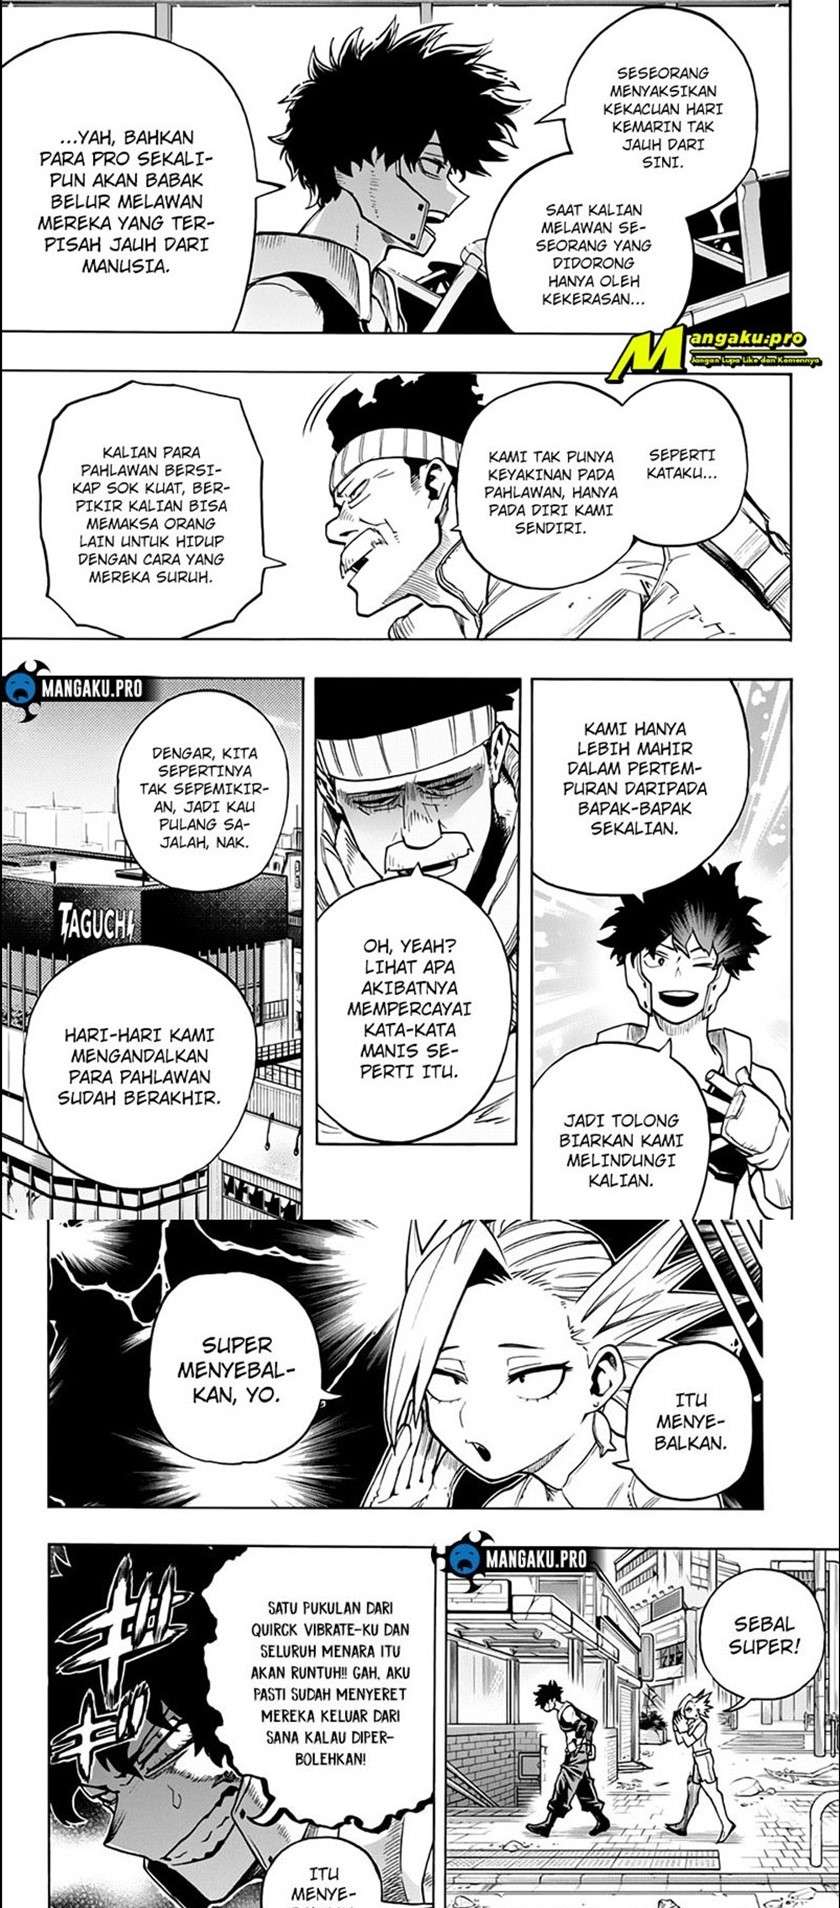 SESEORANG
MENYAKSIKAN
KEKACUAN HARI
KEMARIN TAK
JAUH DARI
SINI.
SAAT KALIAN
MELAWAN SE-
SEORANG YANG
DIDORONG
HANYA OLEH
KEKERASAN...
...YAH, BAHKAN
PARA PRO SEKALI-
PUN AKAN BABAK
BELUR MELAWAN
MEREKA YANG TER-
PISAH JAUH DARI
MANUSIA.
Mangaku.pro
Jangan Lupa Like dan Komennya
SEPERTI
KATAKU...
KAMI TAK PUNYA
KEYAKINAN PADA
PAHLAWAN, HANYA
PADA DIRI KAMI
SENDIRI.
KALIAN PARA
PAHLAWAN BERSI-
KAP SOK KUAT, BER-
PIKIR KALIAN BISA
MEMAKSA ORANG
LAIN UNTUK HIDUP
DENGAN CARA YANG
MEREKA SURUH.
MANGAKU.PRO
KAMI HANYA
LEBIH MAHIR
DALAM PERTEM-
PURAN DARIPADA
BAPAK-BAPAK
SEKALIAN.
JADI TOLONG
BIARKAN KAMI
MELINDUNGI
KALIAN.
OH, YEAH?
LIHAT APA
AKIBATNYA
MEMPERCAYAI
KATA-KATA
MANIS SE-
PERTI ITU.
DENGAR, KITA
SEPERTINYA
TAK SEPEMIKIR-
AN, JADI KAU
PULANG SA-
JALAH, NAK.
TAGUCHI
HARI-HARI KAMI
MENGANDALKAN
PARA PAHLAWAN
SUDAH BERAKHIR.
ITU
MENYE-
BALKAN.
SUPER
MENYEBAL-
KAN, YO.
MANGAKU.PRO
SEBAL
SUPER!
SATU PUKULAN DARI
QUIRCK VIBRATE-KU DAN
SELURUH MENARA ITU
AKAN RUNTUH!! GAH, AKU
PASTI SUDAH MENYERET
MEREKA KELUAR DARI
SANA KALAU DIPER-
BOLEHKAN!
ギギ
ITU
MENYE-